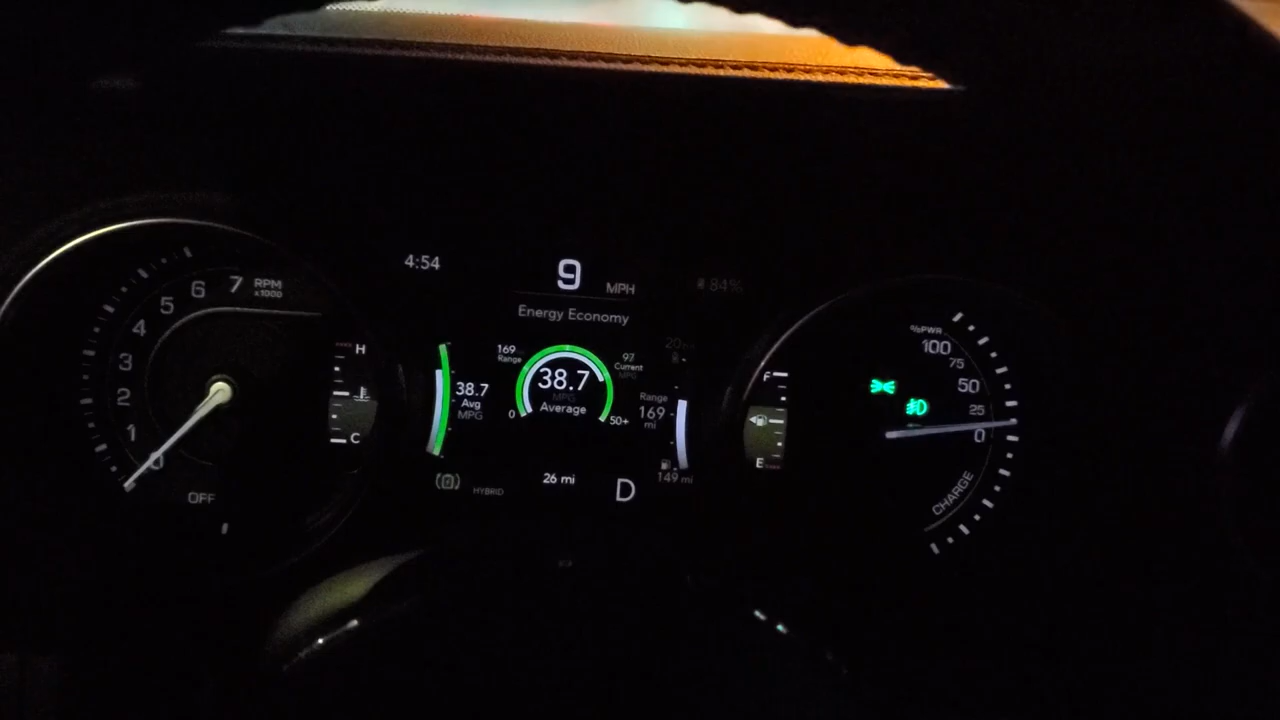 4:54
9 MPH
84%
Energy Economy
7 RPM x1000
6
5
4
3
2
1
0
OFF
H
C
38.7
Avg
MPG
169
Range
38.7
MPG
Average
0
50+
97
Current
MPG
20
Range
169
mi
149 mi
HYBRID
26 mi
D
F
E
%PWR
100
75
50
25
0
CHARGE